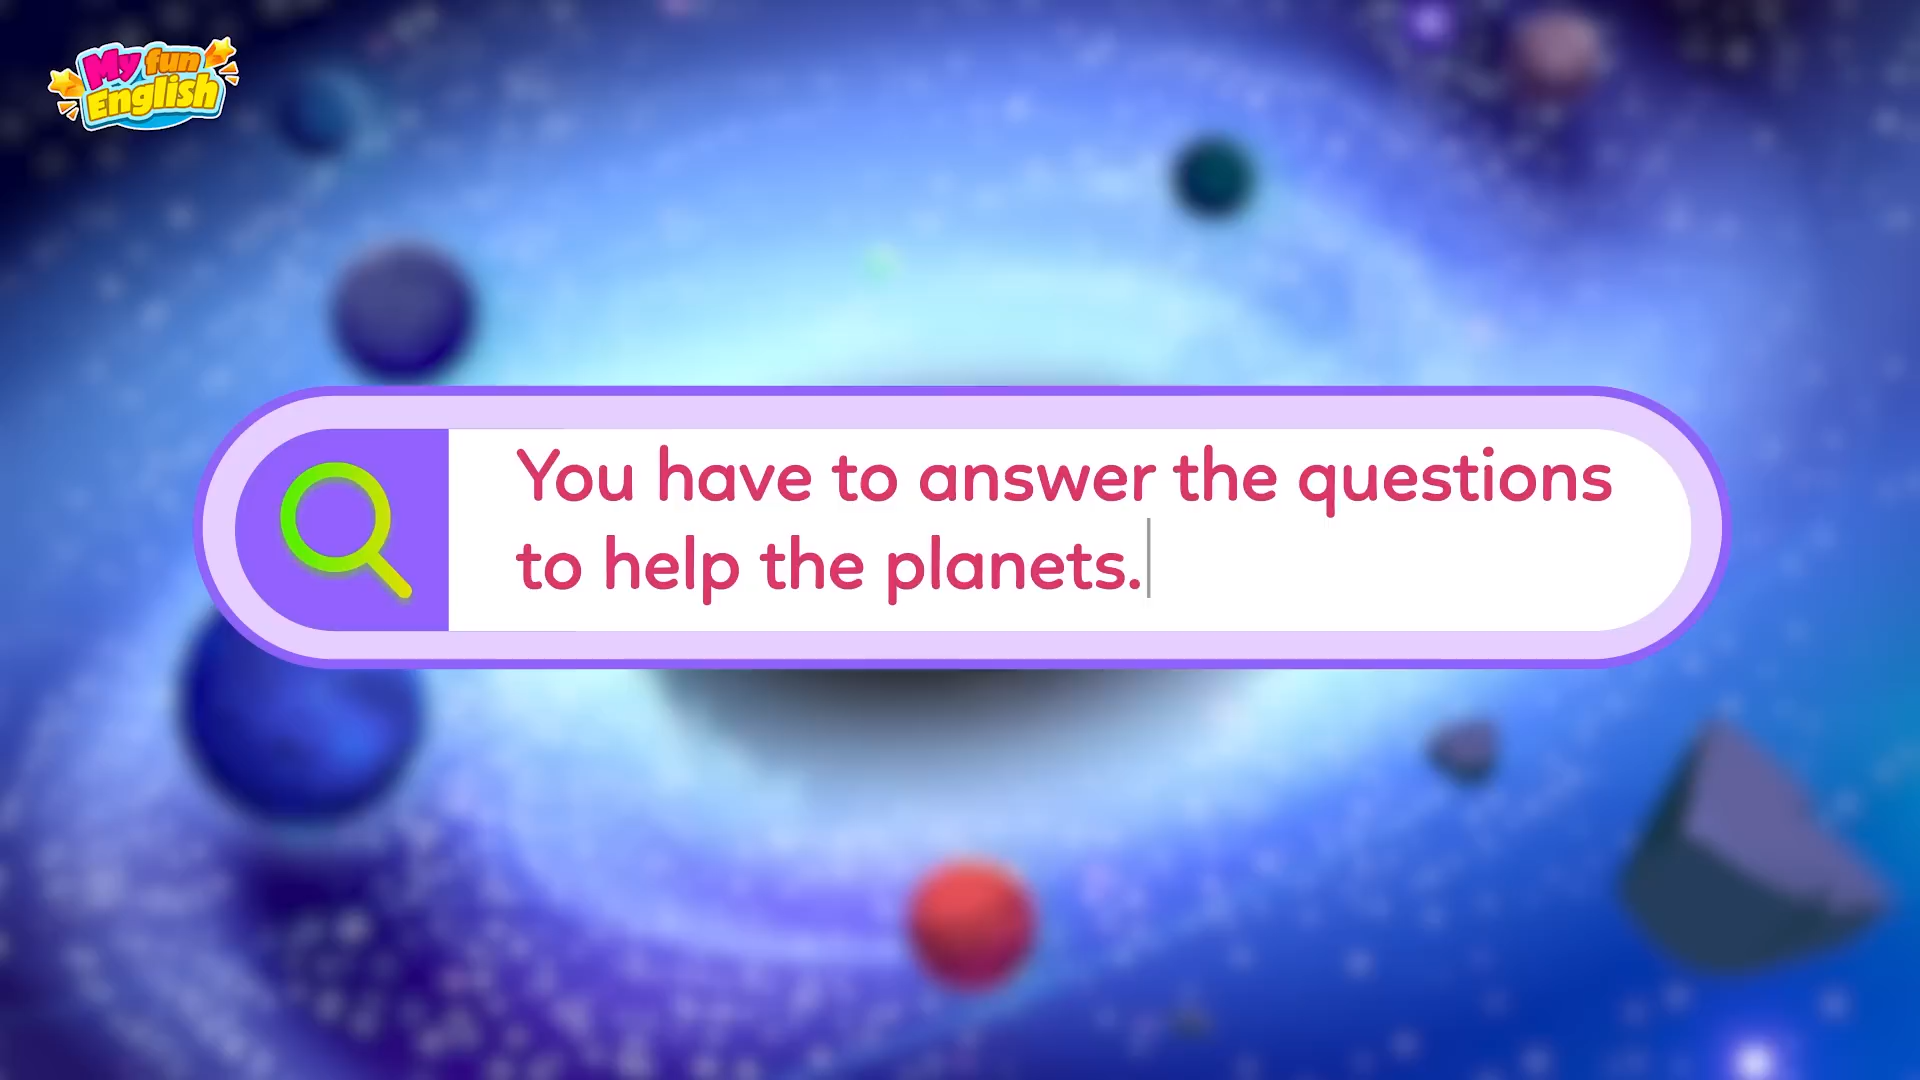 My fun
English
You have to answer the questions
to help the planets.